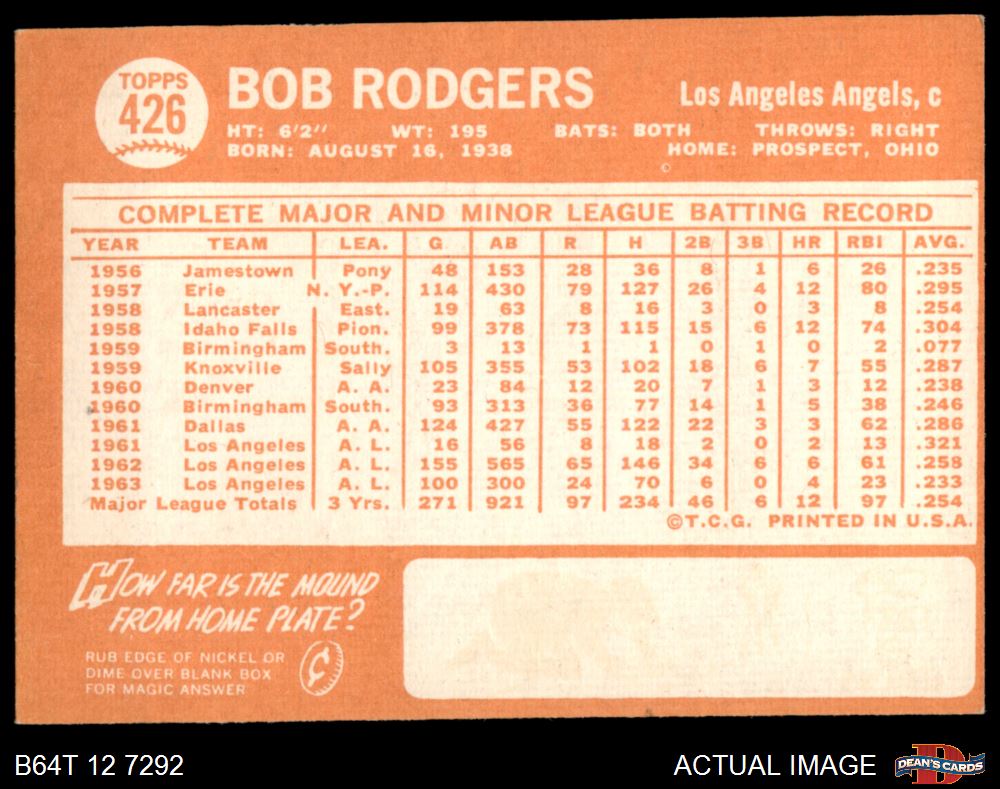 TOPPS
426
BOB RODGERS
Los Angeles Angels, c
HT: 6'2" WT: 195 BATS: BOTH THROWS: RIGHT
BORN: AUGUST 16, 1938 HOME: PROSPECT, OHIO
COMPLETE MAJOR AND MINOR LEAGUE BATTING RECORD
YEAR TEAM LEA. G AB R H 2B 3B HR RBI AVG.
1956 Jamestown Pony 48 153 28 36 8 1 6 26 .235
1957 Erie N. Y.-P. 114 430 79 127 26 4 12 80 .295
1958 Lancaster East. 19 63 8 16 3 0 3 8 .254
1958 Idaho Falls Pion. 99 378 73 115 15 6 12 74 .304
1959 Birmingham South. 3 13 1 1 0 1 0 2 .077
1959 Knoxville Sally 105 355 53 102 18 6 7 55 .287
1960 Denver A. A. 23 84 12 20 7 1 3 12 .238
1960 Birmingham South. 93 313 36 77 14 1 5 38 .246
1961 Dallas A. A. 124 427 55 122 22 3 3 62 .286
1961 Los Angeles A. L. 16 56 8 18 2 0 2 13 .321
1962 Los Angeles A. L. 155 565 65 146 34 6 6 61 .258
1963 Los Angeles A. L. 100 300 24 70 6 0 4 23 .233
Major League Totals 3 Yrs. 271 921 97 234 46 6 12 97 .254
©T.C.G. PRINTED IN U.S.A.
HOW FAR IS THE MOUND
FROM HOME PLATE?
RUB EDGE OF NICKEL OR
DIME OVER BLANK BOX
FOR MAGIC ANSWER
¢
B64T 12 7292
ACTUAL IMAGE
DEAN'S CARDS